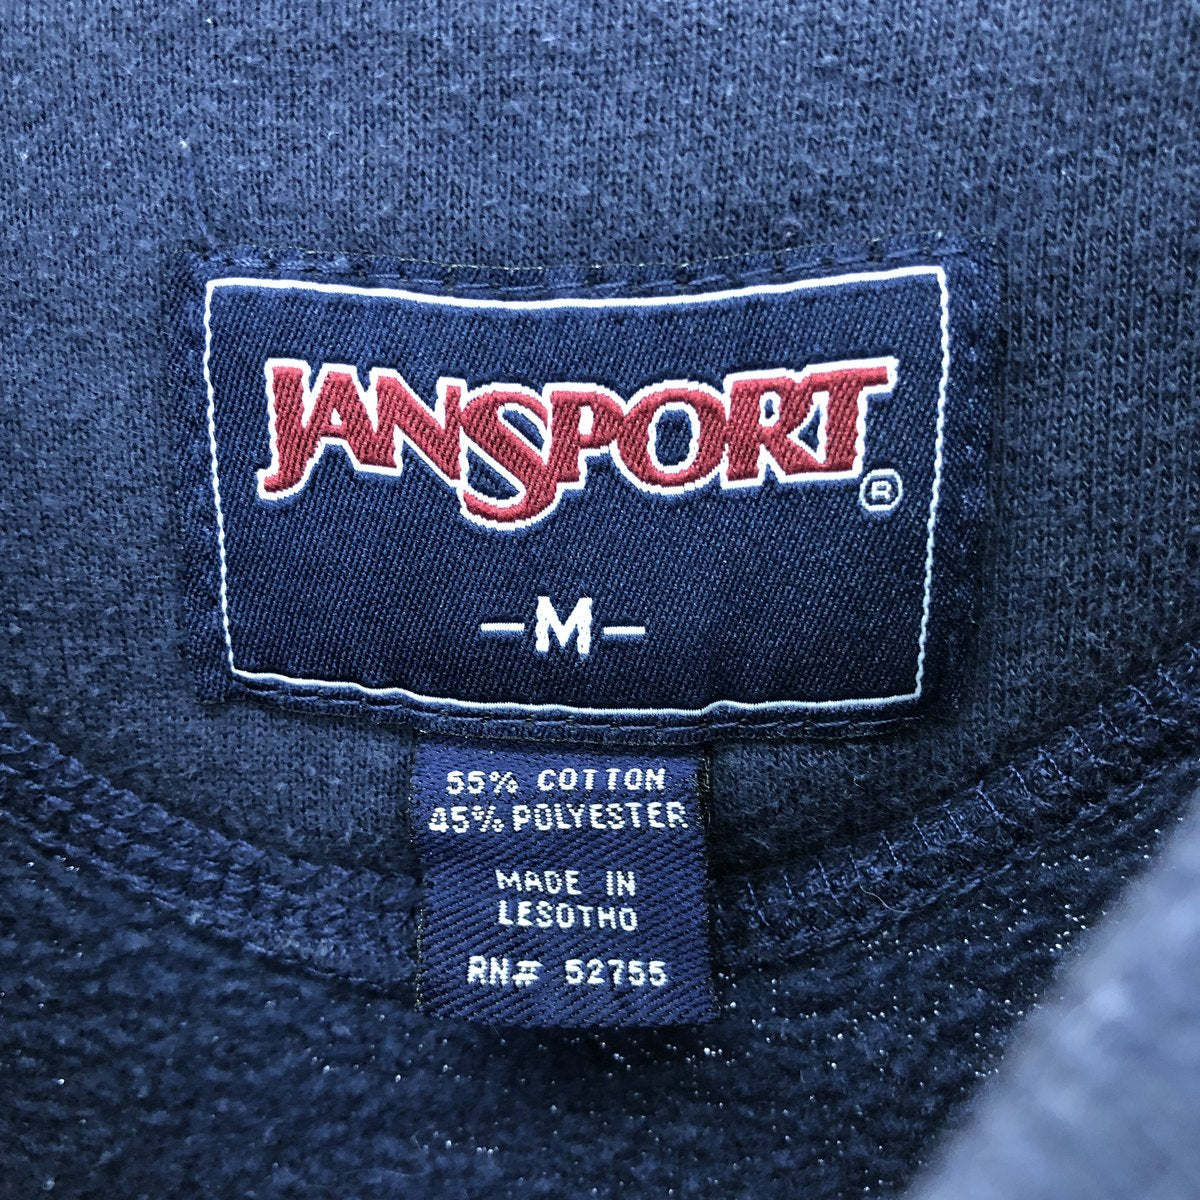 JANSPORT ®
-M-
55% COTTON
45% POLYESTER
MADE IN
LESOTHO
RN# 52755